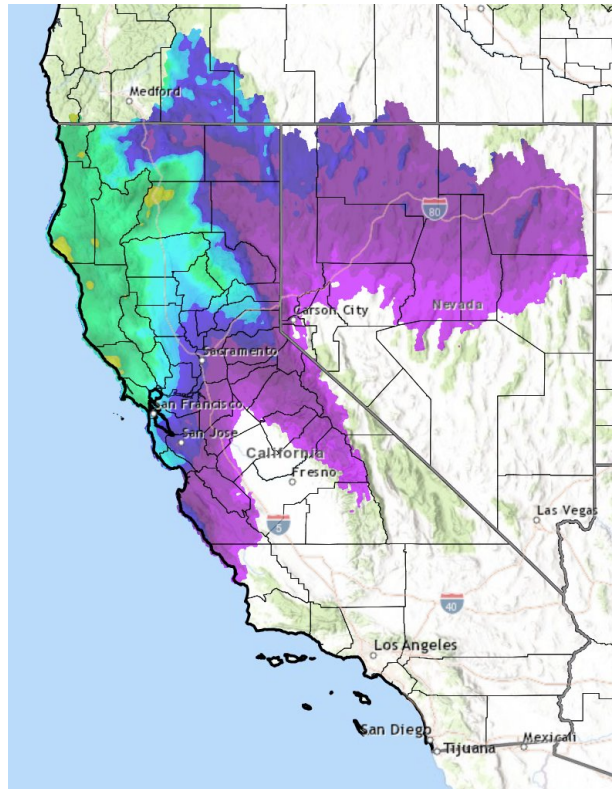 Medford
80
Nevada
Carson City
Sacramento
San Francisco
San Jose
California
Fresno
5
Las Vegas
40
Los Angeles
San Diego
Tijuana
Mexicali